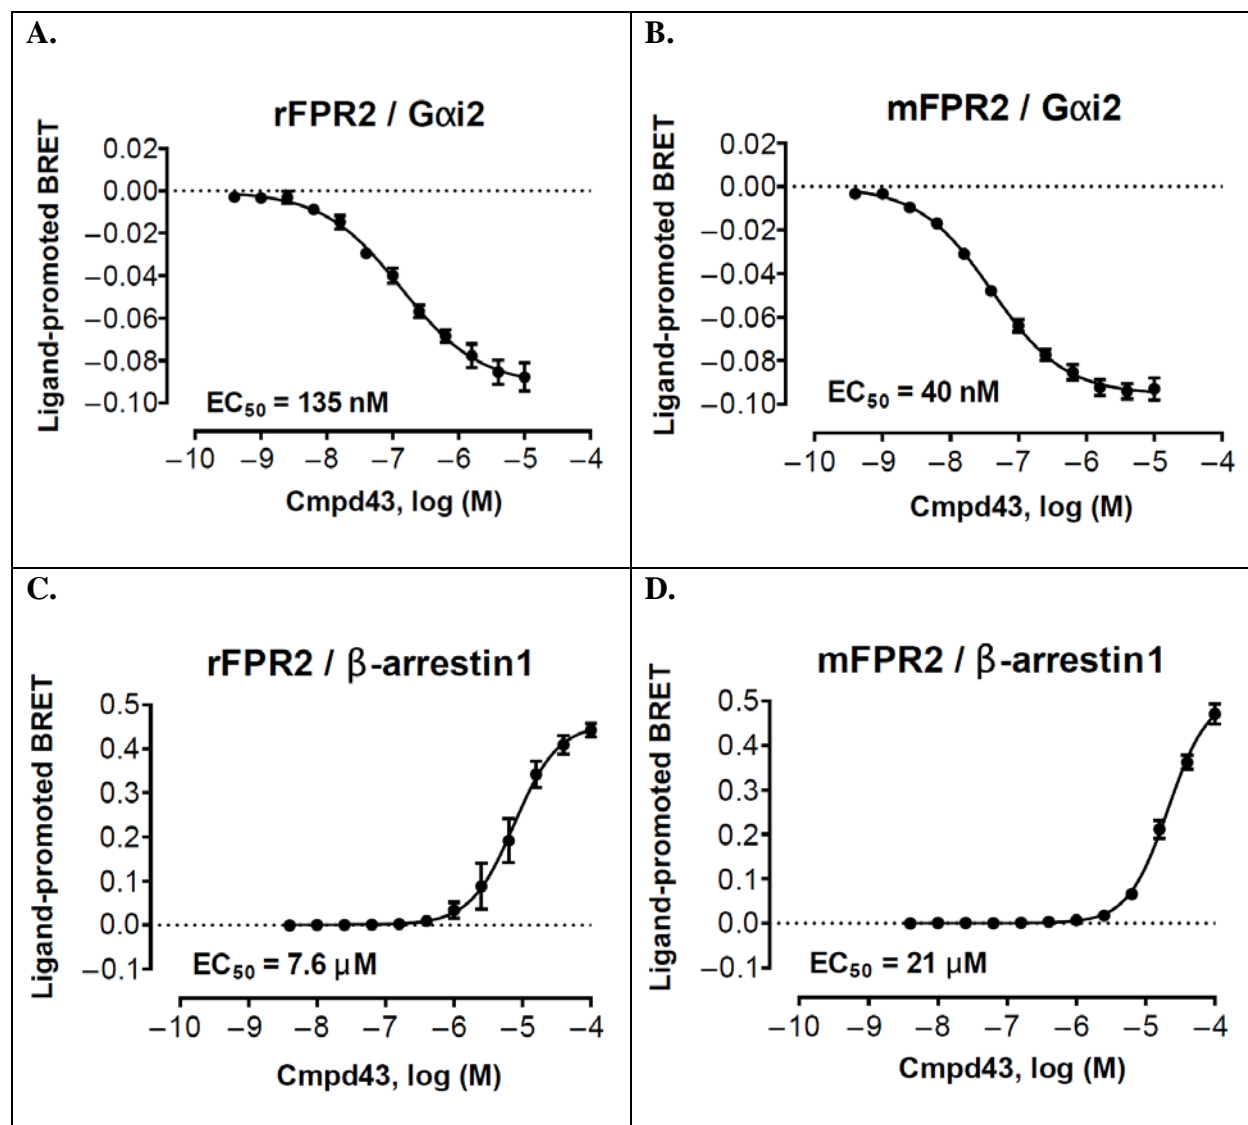 A.
rFPR2 / Gαi2
Ligand-promoted BRET
0.02
0.00
–0.02
–0.04
–0.06
–0.08
–0.10
EC₅₀ = 135 nM
–10 –9 –8 –7 –6 –5 –4
Cmpd43, log (M)
B.
mFPR2 / Gαi2
Ligand-promoted BRET
0.02
0.00
–0.02
–0.04
–0.06
–0.08
–0.10
EC₅₀ = 40 nM
–10 –9 –8 –7 –6 –5 –4
Cmpd43, log (M)
C.
rFPR2 / β-arrestin1
Ligand-promoted BRET
0.5
0.4
0.3
0.2
0.1
0.0
–0.1
EC₅₀ = 7.6 μM
–10 –9 –8 –7 –6 –5 –4
Cmpd43, log (M)
D.
mFPR2 / β-arrestin1
Ligand-promoted BRET
0.5
0.4
0.3
0.2
0.1
0.0
–0.1
EC₅₀ = 21 μM
–10 –9 –8 –7 –6 –5 –4
Cmpd43, log (M)